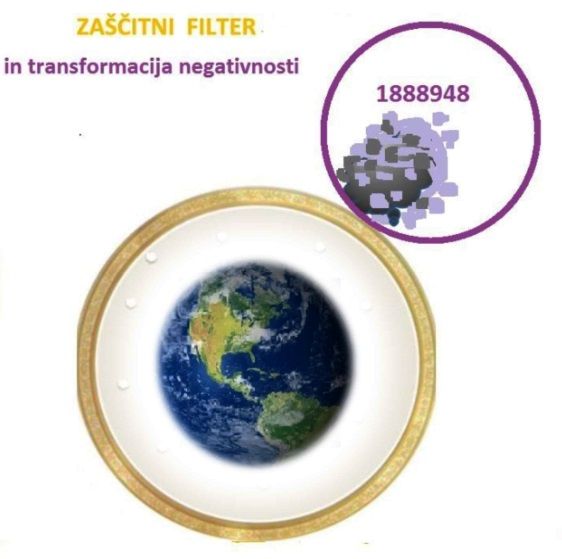 ZAŠČITNI FILTER
in transformacija negativnosti
1888948